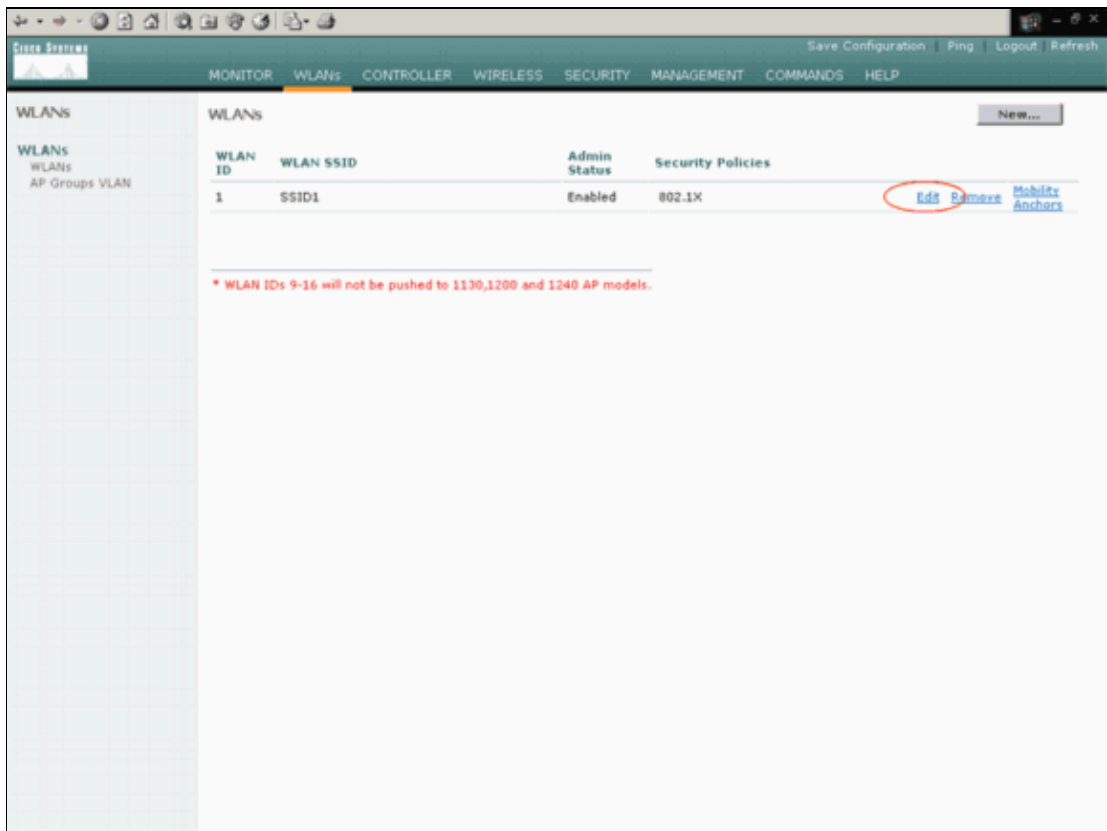 Save Configuration | Ping | Logout | Refresh
CISCO SYSTEMS
MONITOR WLANs CONTROLLER WIRELESS SECURITY MANAGEMENT COMMANDS HELP
WLANs
WLANs
WLANs
AP Groups VLAN
WLANs
New...
WLAN ID WLAN SSID Admin Status Security Policies
1 SSID1 Enabled 802.1X Edit Remove Mobility Anchors
* WLAN IDs 9-16 will not be pushed to 1130,1200 and 1240 AP models.